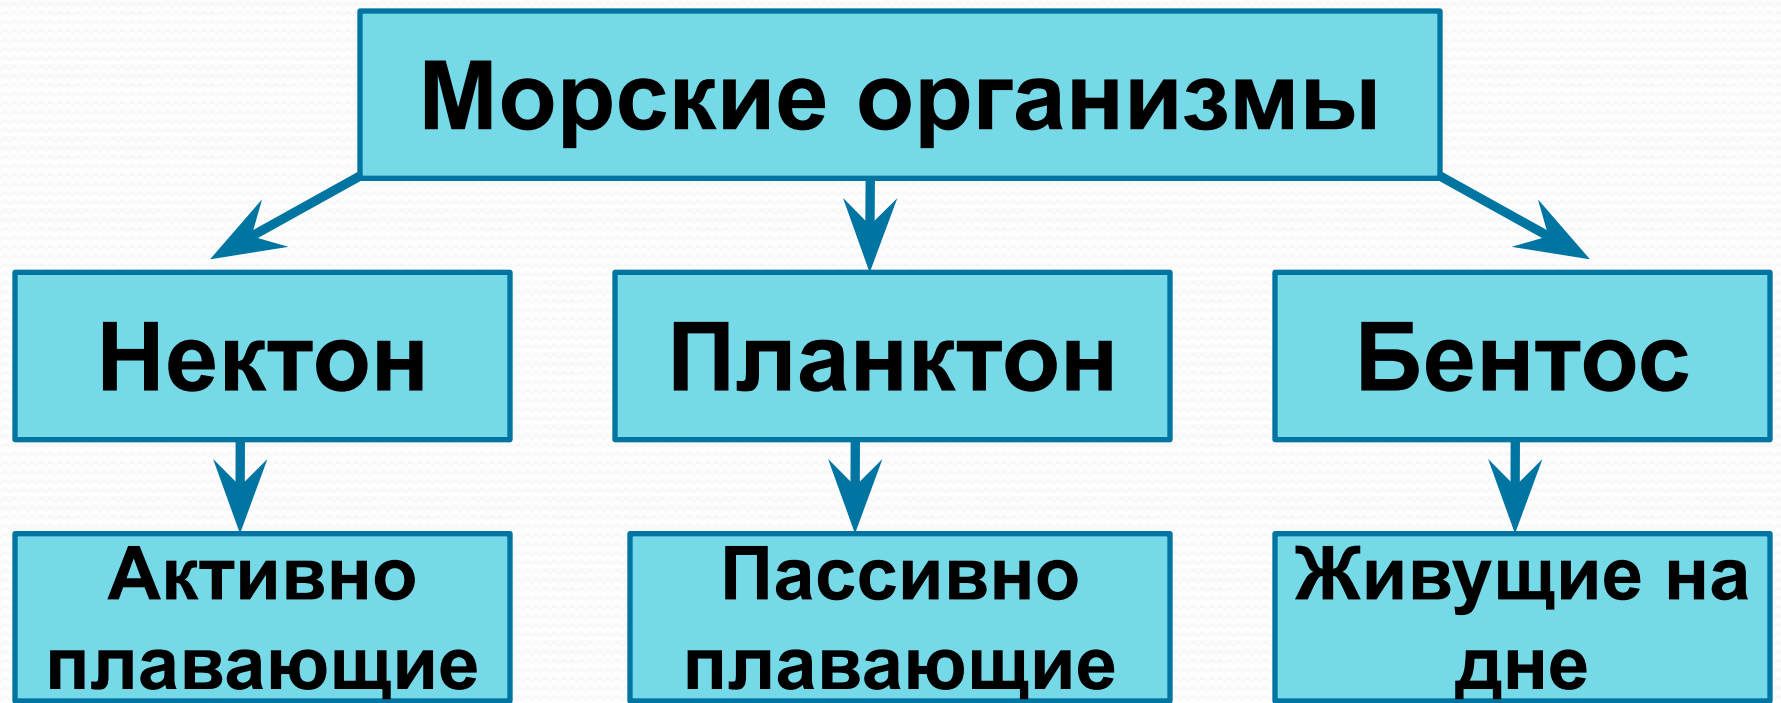 Морские организмы
Нектон
Планктон
Бентос
Активно
плавающие
Пассивно
плавающие
Живущие на
дне